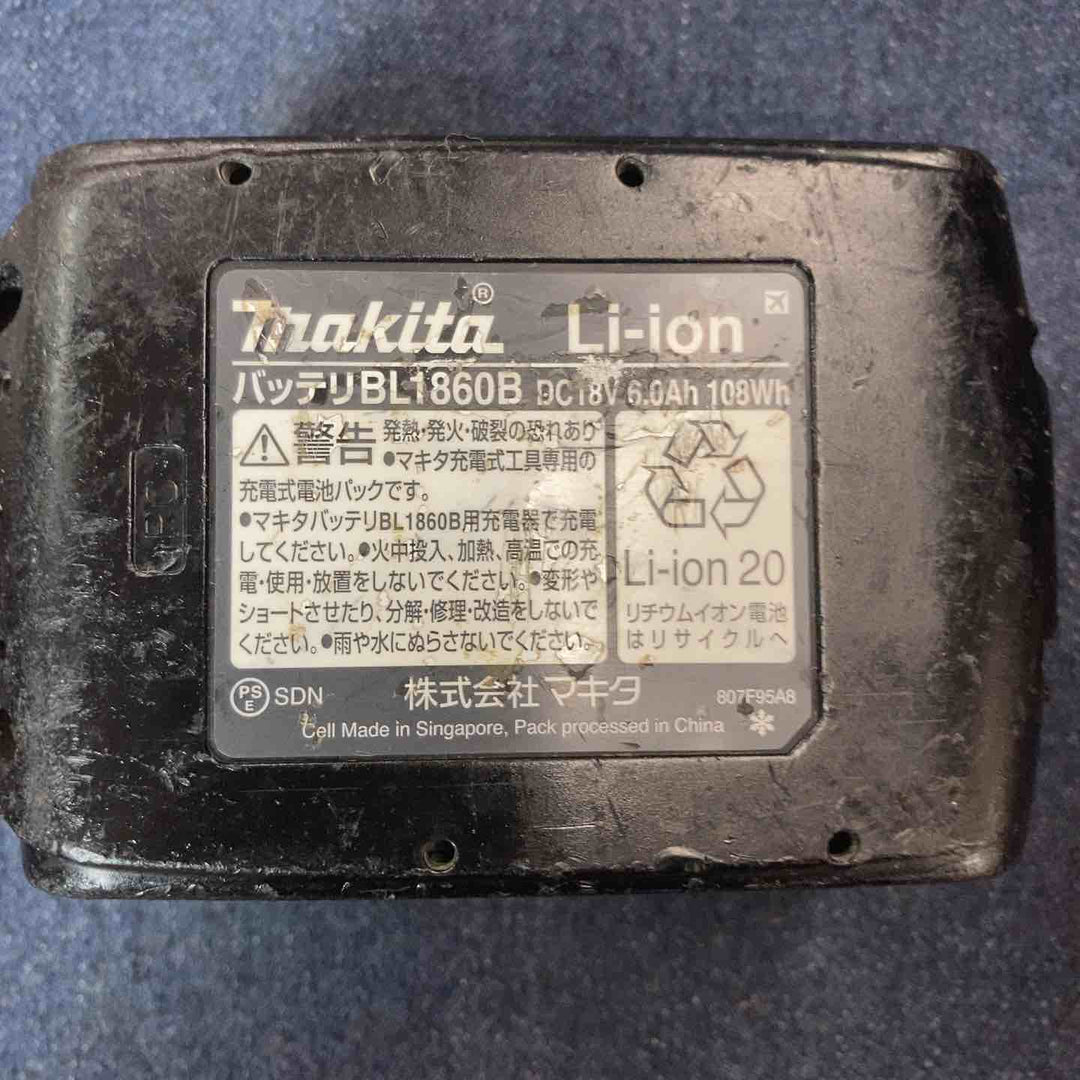 makita® Li-ion
バッテリBL1860B DC18V 6.0Ah 108Wh
警告 発熱・発火・破裂の恐れあり
●マキタ充電式工具専用の
充電式電池パックです。
●マキタバッテリBL1860B用充電器で充電
してください。●火中投入、加熱、高温での充
電・使用・放置をしないでください。●変形や
ショートさせたり、分解・修理・改造をしないで
ください。●雨や水にぬらさないでください。
Li-ion 20
リチウムイオン電池
はリサイクルへ
PS
E
SDN
株式会社マキタ
807F95A8
Cell Made in Singapore, Pack processed in China